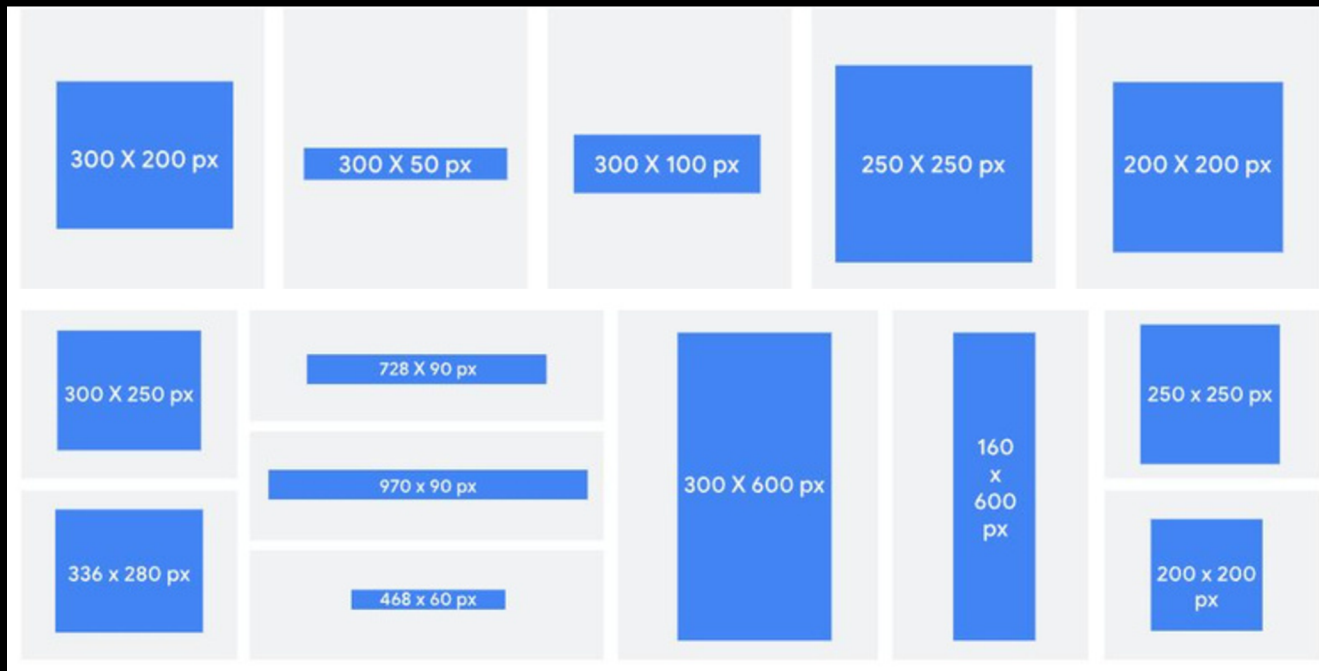 300 X 200 px
300 X 50 px
300 X 100 px
250 X 250 px
200 X 200 px
300 X 250 px
728 X 90 px
970 x 90 px
468 x 60 px
336 x 280 px
300 X 600 px
160
x
600
px
250 x 250 px
200 x 200
px